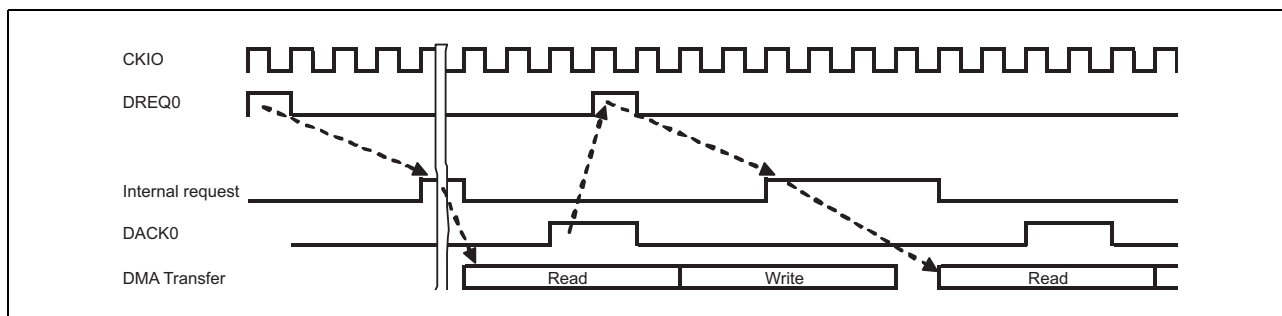 CKIO
DREQ0
Internal request
DACK0
DMA Transfer Read Write Read